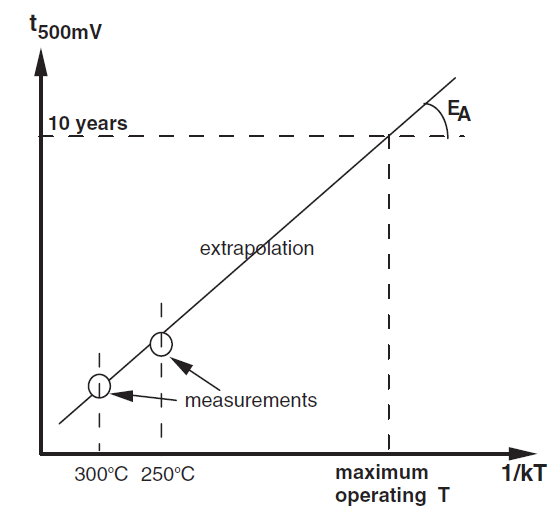 t500mV
10 years
EA
extrapolation
measurements
300°C 250°C
maximum
operating T
1/kT